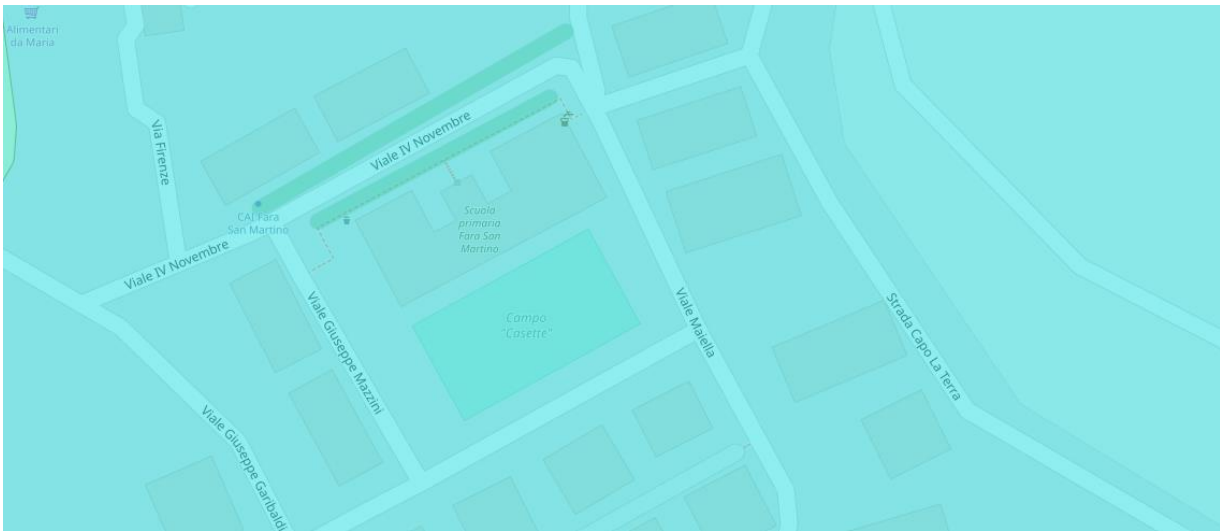 Alimentari
da Maria
Via Firenze
Viale IV Novembre
CAI Fara
San Martino
Scuola
primaria
Fara San
Martino
Viale IV Novembre
Campo
"Casette"
Viale Giuseppe Mazzini
Viale Maiella
Strada Capo La Terra
Viale Giuseppe Garibaldi